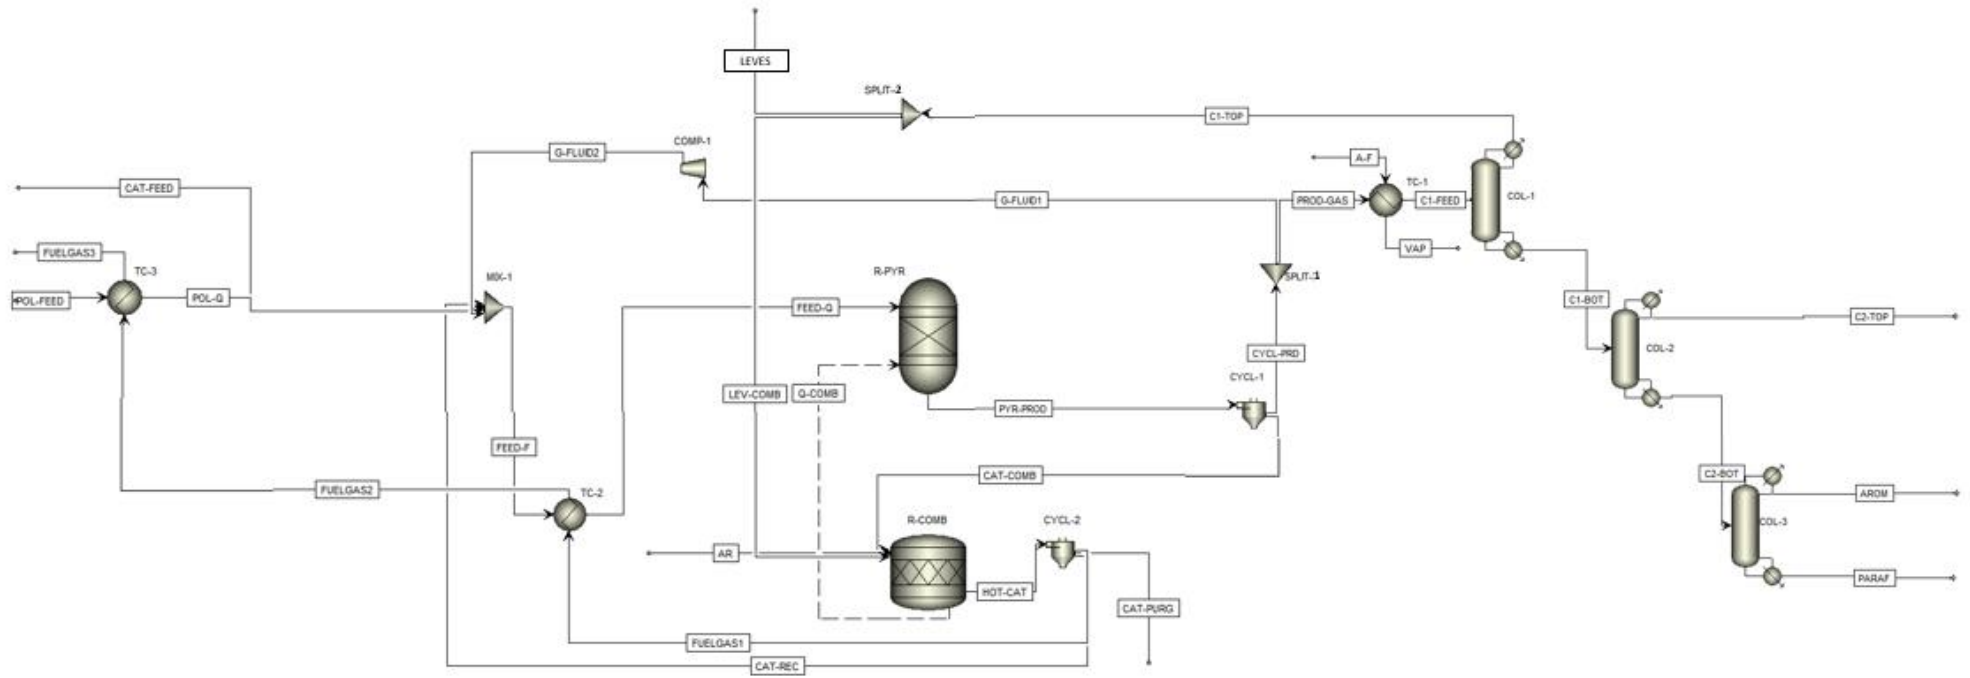 LEVES
SPLIT-2
C1-TOP
COMP-1
G-FLUID2
A-F
TC-1
CAT-FEED
G-FLUID1
PROD-GAS
C1-FEED
COL-1
FUELGAS3
VAP
TC-3
R-PYR
SPLIT-1
MIX-1
POL-FEED
POL-Q
FEED-Q
C1-BOT
C2-TOP
COL-2
CYCL-PRD
CYCL-1
LEV-COMB
Q-COMB
PYR-PROD
FEED-F
CAT-COMB
C2-BOT
FUELGAS2
TC-2
AROM
R-COMB
CYCL-2
COL-3
AR
HOT-CAT
PARAF
CAT-PURG
FUELGAS1
CAT-REC